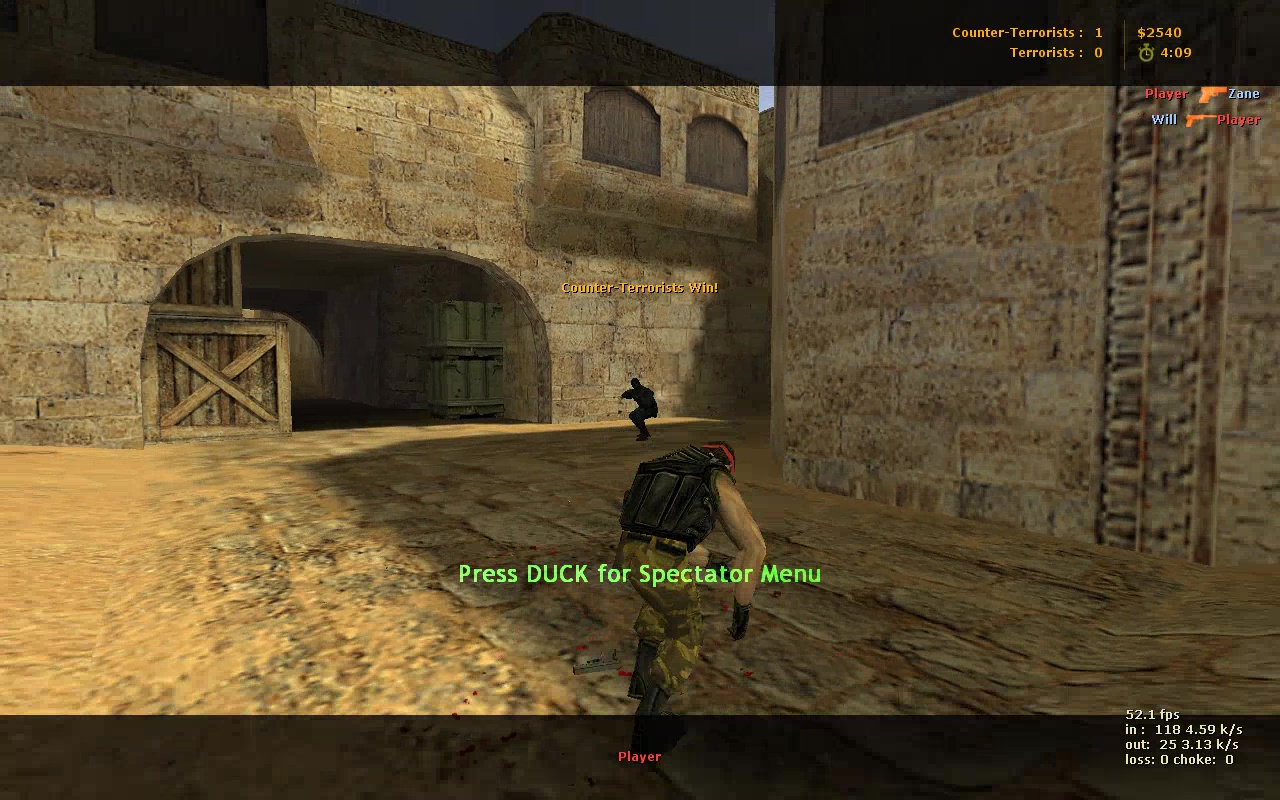 Counter-Terrorists : 1 $2540
Terrorists : 0 4:09
Player Zane
Will Player
Counter-Terrorists Win!
Press DUCK for Spectator Menu
52.1 fps
in : 118 4.59 k/s
out: 25 3.13 k/s
loss: 0 choke: 0
Player